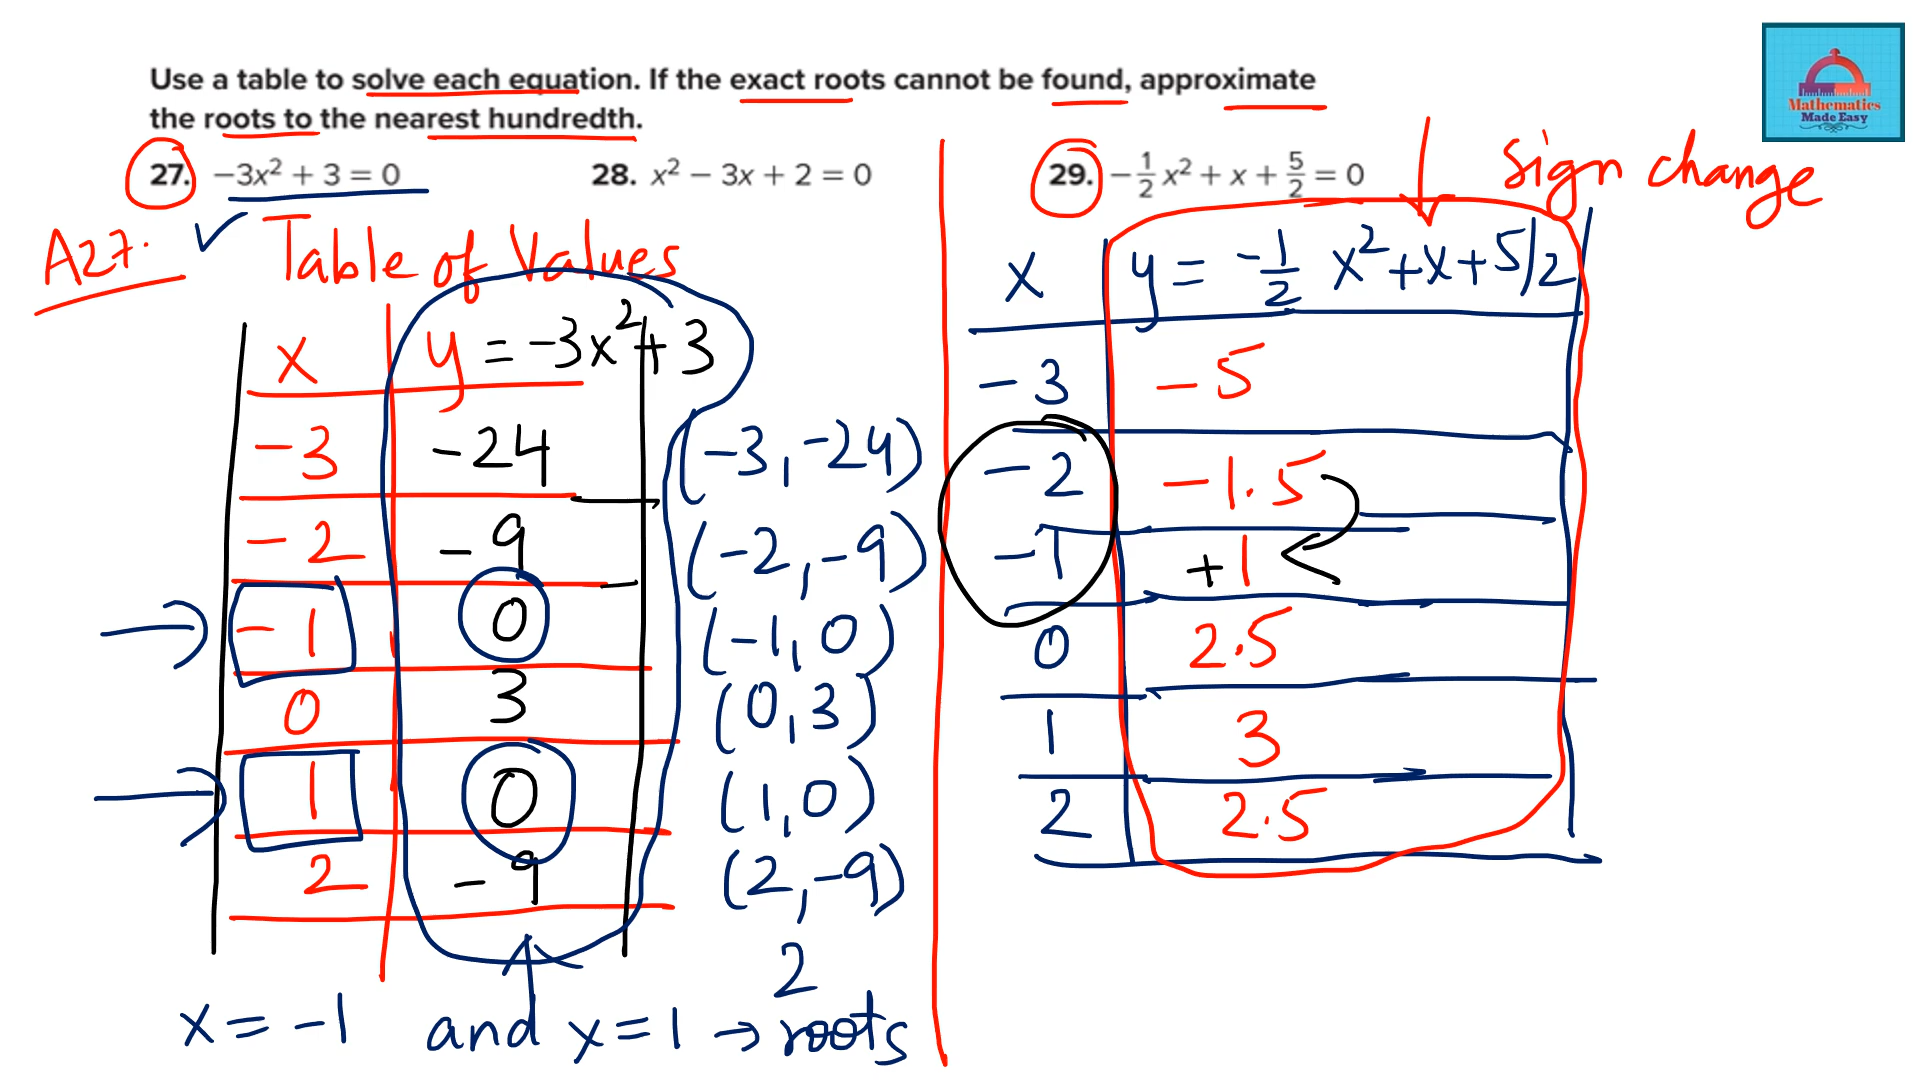 Use a table to solve each equation. If the exact roots cannot be found, approximate
the roots to the nearest hundredth.
27. −3x² + 3 = 0
28. x² − 3x + 2 = 0
29. −1/2 x² + x + 5/2 = 0
Mathematics
Made Easy
A27.
Table of Values
x y = -3x² + 3
-3 -24 (-3, -24)
-2 -9 (-2, -9)
-1 0 (-1, 0)
0 3 (0, 3)
1 0 (1, 0)
2 -9 (2, -9)
x = -1 and x = 1 → 2 roots
sign change
x y = -1/2 x² + x + 5/2
-3 -5
-2 -1.5
-1 +1
0 2.5
1 3
2 2.5